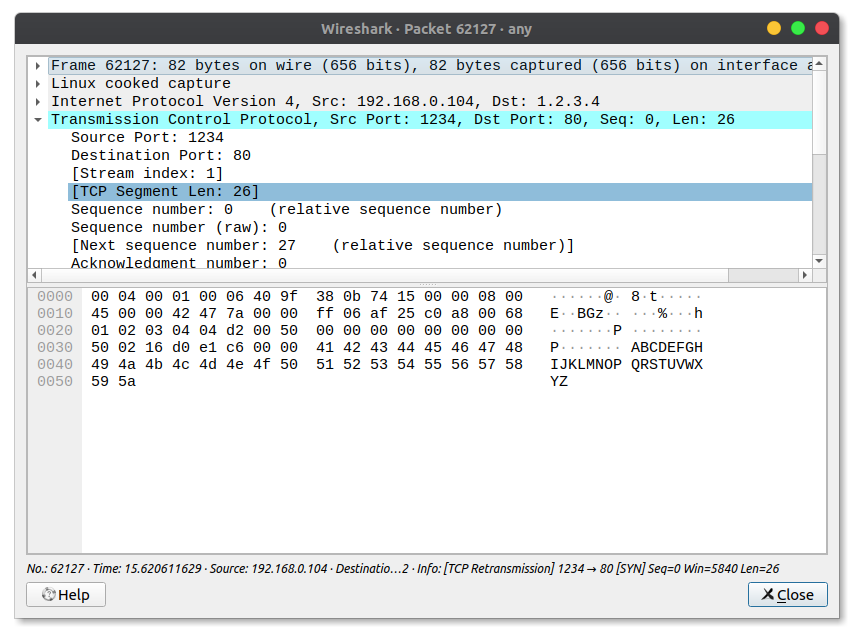 Wireshark · Packet 62127 · any
Frame 62127: 82 bytes on wire (656 bits), 82 bytes captured (656 bits) on interface a
Linux cooked capture
Internet Protocol Version 4, Src: 192.168.0.104, Dst: 1.2.3.4
Transmission Control Protocol, Src Port: 1234, Dst Port: 80, Seq: 0, Len: 26
Source Port: 1234
Destination Port: 80
[Stream index: 1]
[TCP Segment Len: 26]
Sequence number: 0    (relative sequence number)
Sequence number (raw): 0
[Next sequence number: 27    (relative sequence number)]
Acknowledgment number: 0
0000  00 04 00 01 00 06 40 9f  38 0b 74 15 00 00 08 00   ······@· 8·t·····
0010  45 00 00 42 47 7a 00 00  ff 06 af 25 c0 a8 00 68   E··BGz·· ···%···h
0020  01 02 03 04 04 d2 00 50  00 00 00 00 00 00 00 00   ·······P ········
0030  50 02 16 d0 e1 c6 00 00  41 42 43 44 45 46 47 48   P······· ABCDEFGH
0040  49 4a 4b 4c 4d 4e 4f 50  51 52 53 54 55 56 57 58   IJKLMNOP QRSTUVWX
0050  59 5a   YZ
No.: 62127 · Time: 15.620611629 · Source: 192.168.0.104 · Destinatio…2 · Info: [TCP Retransmission] 1234 → 80 [SYN] Seq=0 Win=5840 Len=26
Help
Close